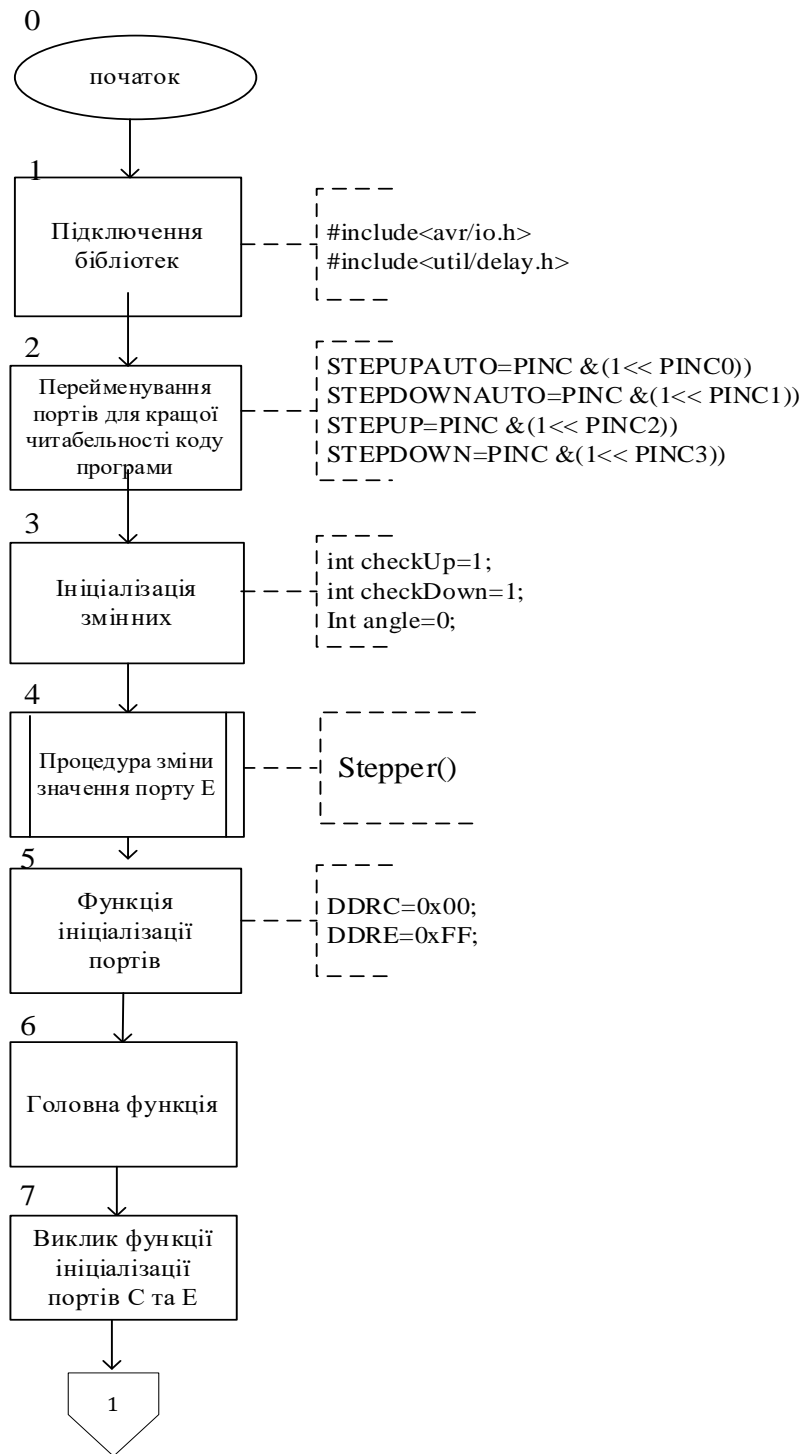 0
початок
1
Підключення
бібліотек
#include<avr/io.h>
#include<util/delay.h>
2
Перейменування
портів для кращої
читабельності коду
програми
STEPUPAUTO=PINC &(1<< PINC0))
STEPDOWNAUTO=PINC &(1<< PINC1))
STEPUP=PINC &(1<< PINC2))
STEPDOWN=PINC &(1<< PINC3))
3
Ініціалізація
змінних
int checkUp=1;
int checkDown=1;
Int angle=0;
4
Процедура зміни
значення порту E
Stepper()
5
Функція
ініціалізації
портів
DDRC=0x00;
DDRE=0xFF;
6
Головна функція
7
Виклик функції
ініціалізації
портів C та E
1